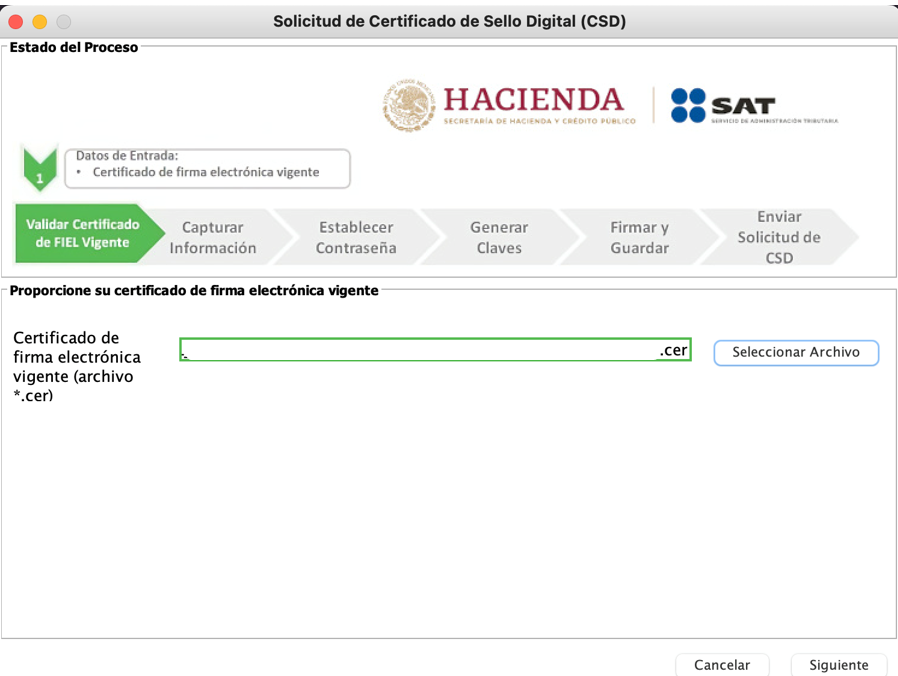 Solicitud de Certificado de Sello Digital (CSD)
Estado del Proceso
HACIENDA
SECRETARÍA DE HACIENDA Y CRÉDITO PÚBLICO
SAT
SERVICIO DE ADMINISTRACIÓN TRIBUTARIA
1
Datos de Entrada:
• Certificado de firma electrónica vigente
Validar Certificado
de FIEL Vigente
Capturar
Información
Establecer
Contraseña
Generar
Claves
Firmar y
Guardar
Enviar
Solicitud de
CSD
Proporcione su certificado de firma electrónica vigente
Certificado de
firma electrónica
vigente (archivo
*.cer)
.cer
Seleccionar Archivo
Cancelar
Siguiente